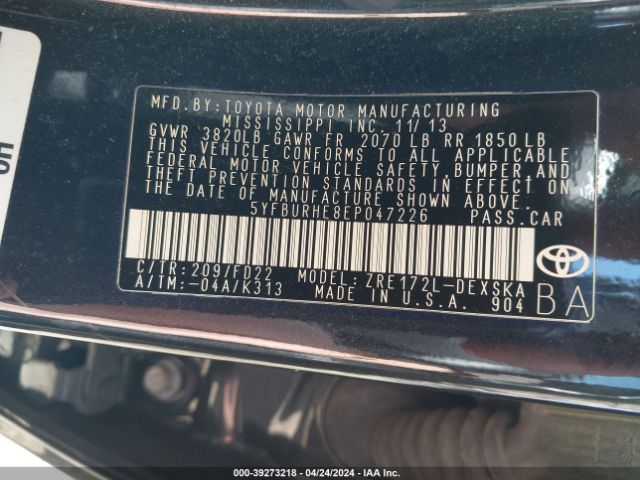 MFD. BY: TOYOTA MOTOR MANUFACTURING
MISSISSIPPI INC. 11/13
GVWR 3820LB GAWR FR 2070 LB RR 1850 LB
THIS VEHICLE CONFORMS TO ALL APPLICABLE
FEDERAL MOTOR VEHICLE SAFETY, BUMPER, AND
THEFT PREVENTION STANDARDS IN EFFECT ON
THE DATE OF MANUFACTURE SHOWN ABOVE.
5YFBURHE8EP047226 PASS. CAR
C/TR: 209/FD22 MODEL: ZRE172L-DEXSKA
A/TM: -04A/K313 MADE IN U.S.A. 904
BA
000-39273218 - 04/24/2024 - IAA Inc.